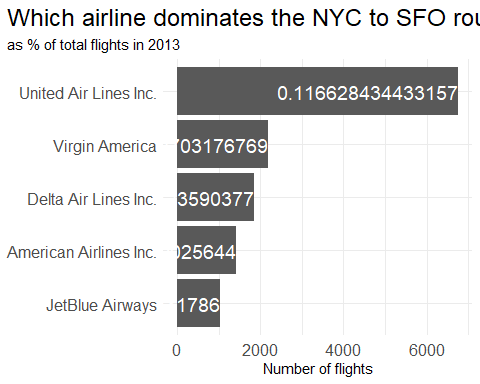 Which airline dominates the NYC to SFO rou
as % of total flights in 2013
United Air Lines Inc. 0.116628434433157
Virgin America 703176769
Delta Air Lines Inc. 3590377
American Airlines Inc. 025644
JetBlue Airways 1786
0 2000 4000 6000
Number of flights